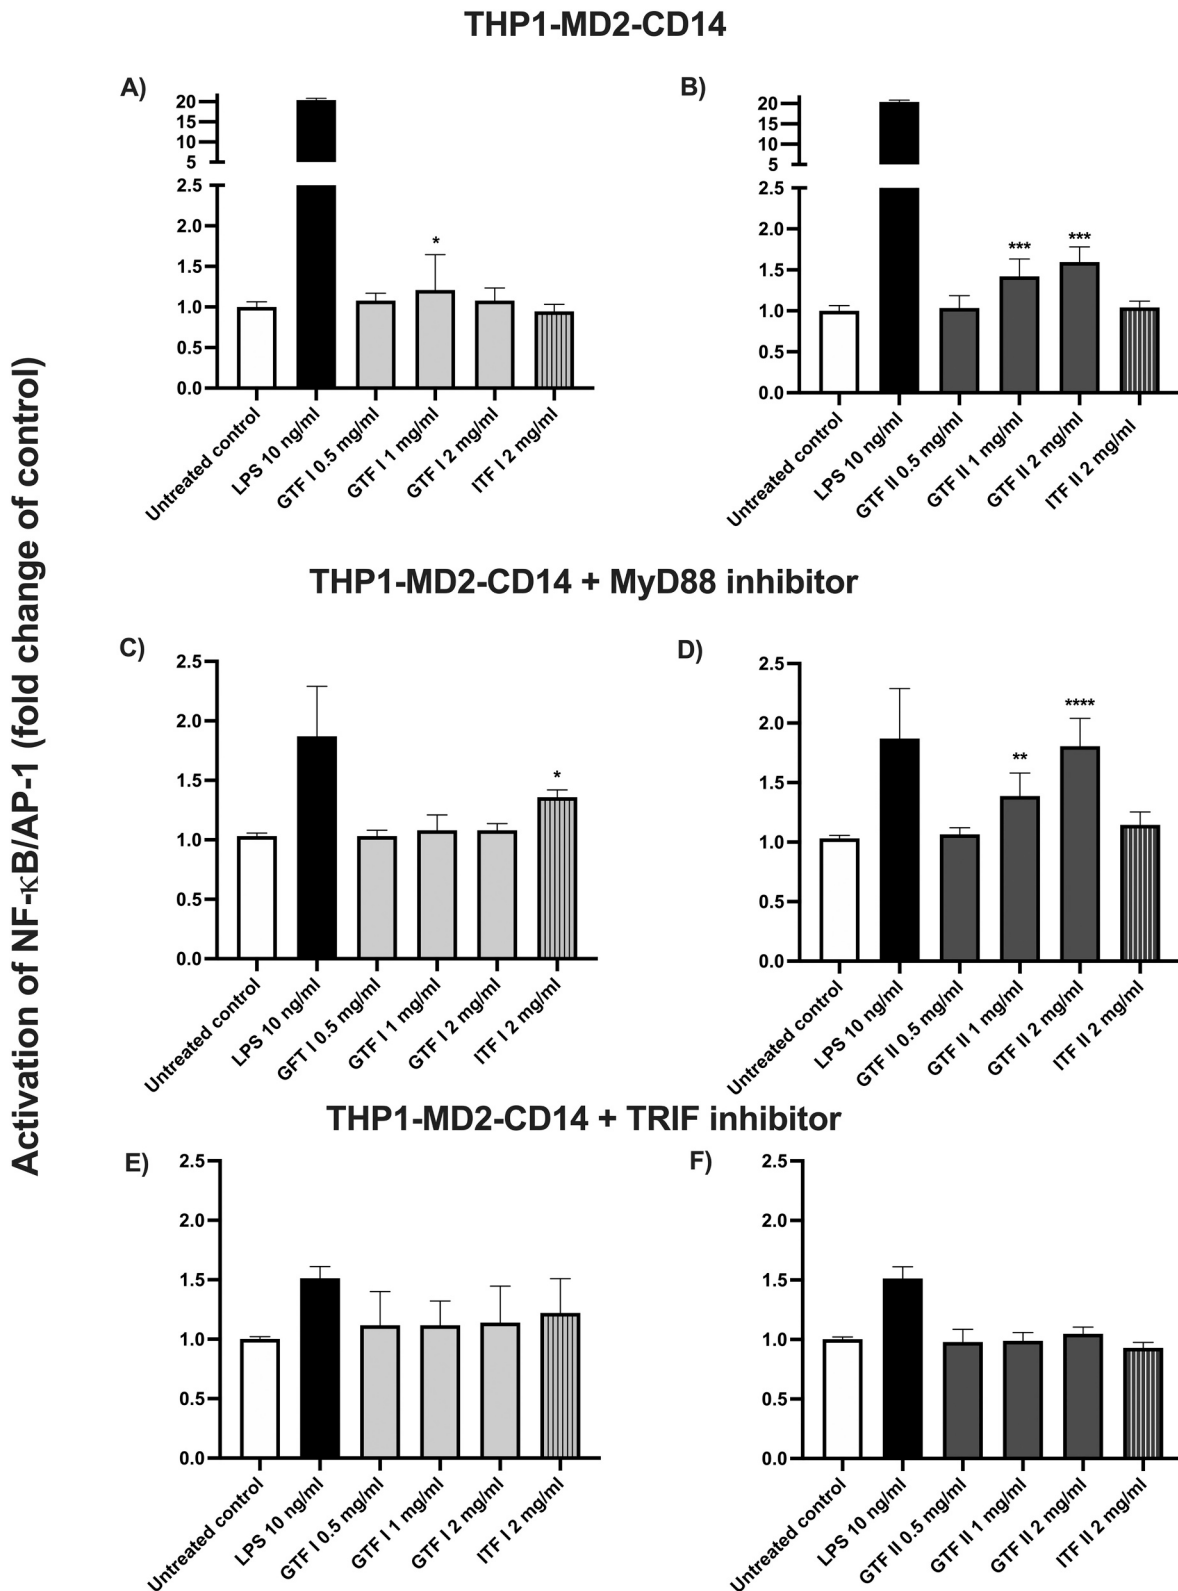 THP1-MD2-CD14
Activation of NF-κB/AP-1 (fold change of control)
A)
20
15
10
5
2.5
2.0
1.5
1.0
0.5
0.0
*
Untreated control
LPS 10 ng/ml
GTF I 0.5 mg/ml
GTF I 1 mg/ml
GTF I 2 mg/ml
ITF I 2 mg/ml
B)
20
15
10
5
2.5
2.0
1.5
1.0
0.5
0.0
***
***
Untreated control
LPS 10 ng/ml
GTF II 0.5 mg/ml
GTF II 1 mg/ml
GTF II 2 mg/ml
ITF II 2 mg/ml
THP1-MD2-CD14 + MyD88 inhibitor
C)
2.5
2.0
1.5
1.0
0.5
0.0
*
Untreated control
LPS 10 ng/ml
GFT I 0.5 mg/ml
GTF I 1 mg/ml
GTF I 2 mg/ml
ITF I 2 mg/ml
D)
2.5
2.0
1.5
1.0
0.5
0.0
**
****
Untreated control
LPS 10 ng/ml
GTF II 0.5 mg/ml
GTF II 1 mg/ml
GTF II 2 mg/ml
ITF II 2 mg/ml
THP1-MD2-CD14 + TRIF inhibitor
E)
2.5
2.0
1.5
1.0
0.5
0.0
Untreated control
LPS 10 ng/ml
GTF I 0.5 mg/ml
GTF I 1 mg/ml
GTF I 2 mg/ml
ITF I 2 mg/ml
F)
2.5
2.0
1.5
1.0
0.5
0.0
Untreated control
LPS 10 ng/ml
GTF II 0.5 mg/ml
GTF II 1 mg/ml
GTF II 2 mg/ml
ITF II 2 mg/ml